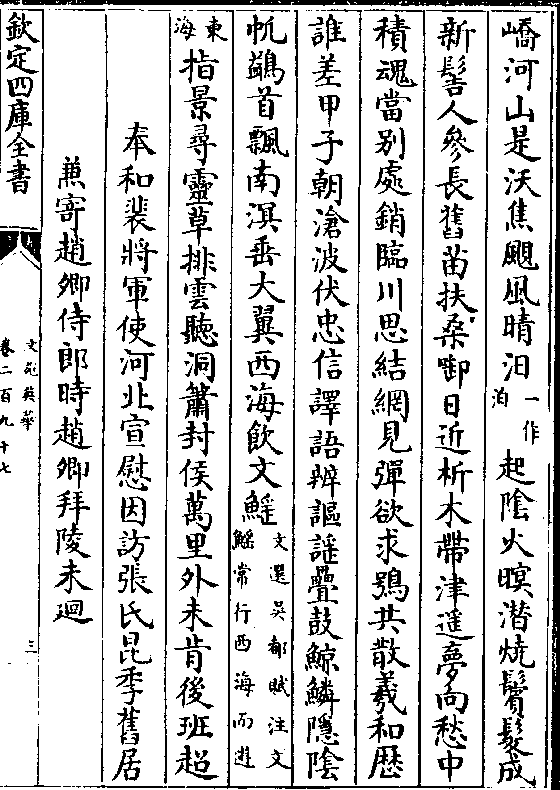 嶠河山是沃焦颶風晴汨一作泊起陰火暝潛燒鬢髮成
新髻人參長舊苗扶桑啣日近析木帶津遥夢向愁中
積魂當别處銷臨川思結網見彈欲求鴞共散羲和歴
誰差甲子朝滄波伏忠信譯語辨謳謡疊鼓鯨鱗隱隂
帆鷁首飄南溟垂大翼西海飲文鰩文選吳都賦注文鰩常行西海而遊
東海指景尋靈草排雲聽洞簫封侯萬里外未肯後班超
奉和裴將軍使河北宣慰因訪張氏昆季舊居
兼寄趙卿侍郎時趙卿拜陵未廻
欽定四庫全書
文苑英華
卷二百九十七
三